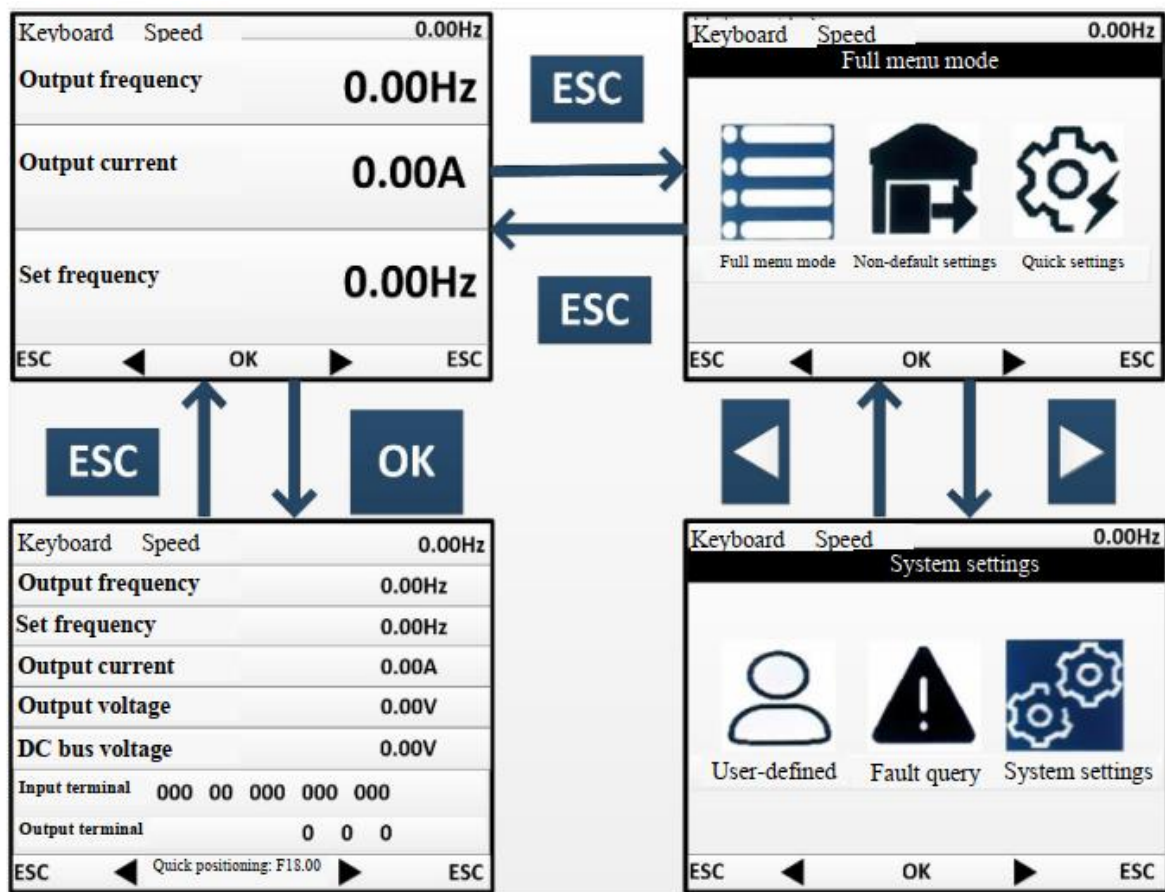 Keyboard Speed 0.00Hz
Output frequency 0.00Hz
Output current 0.00A
Set frequency 0.00Hz
ESC OK ESC
ESC
ESC
Keyboard Speed 0.00Hz
Full menu mode
Full menu mode Non-default settings Quick settings
ESC OK ESC
ESC
OK
Keyboard Speed 0.00Hz
Output frequency 0.00Hz
Set frequency 0.00Hz
Output current 0.00A
Output voltage 0.00V
DC bus voltage 0.00V
Input terminal 000 00 000 000 000
Output terminal 0 0 0
ESC Quick positioning: F18.00 ESC
Keyboard Speed 0.00Hz
System settings
User-defined Fault query System settings
ESC OK ESC